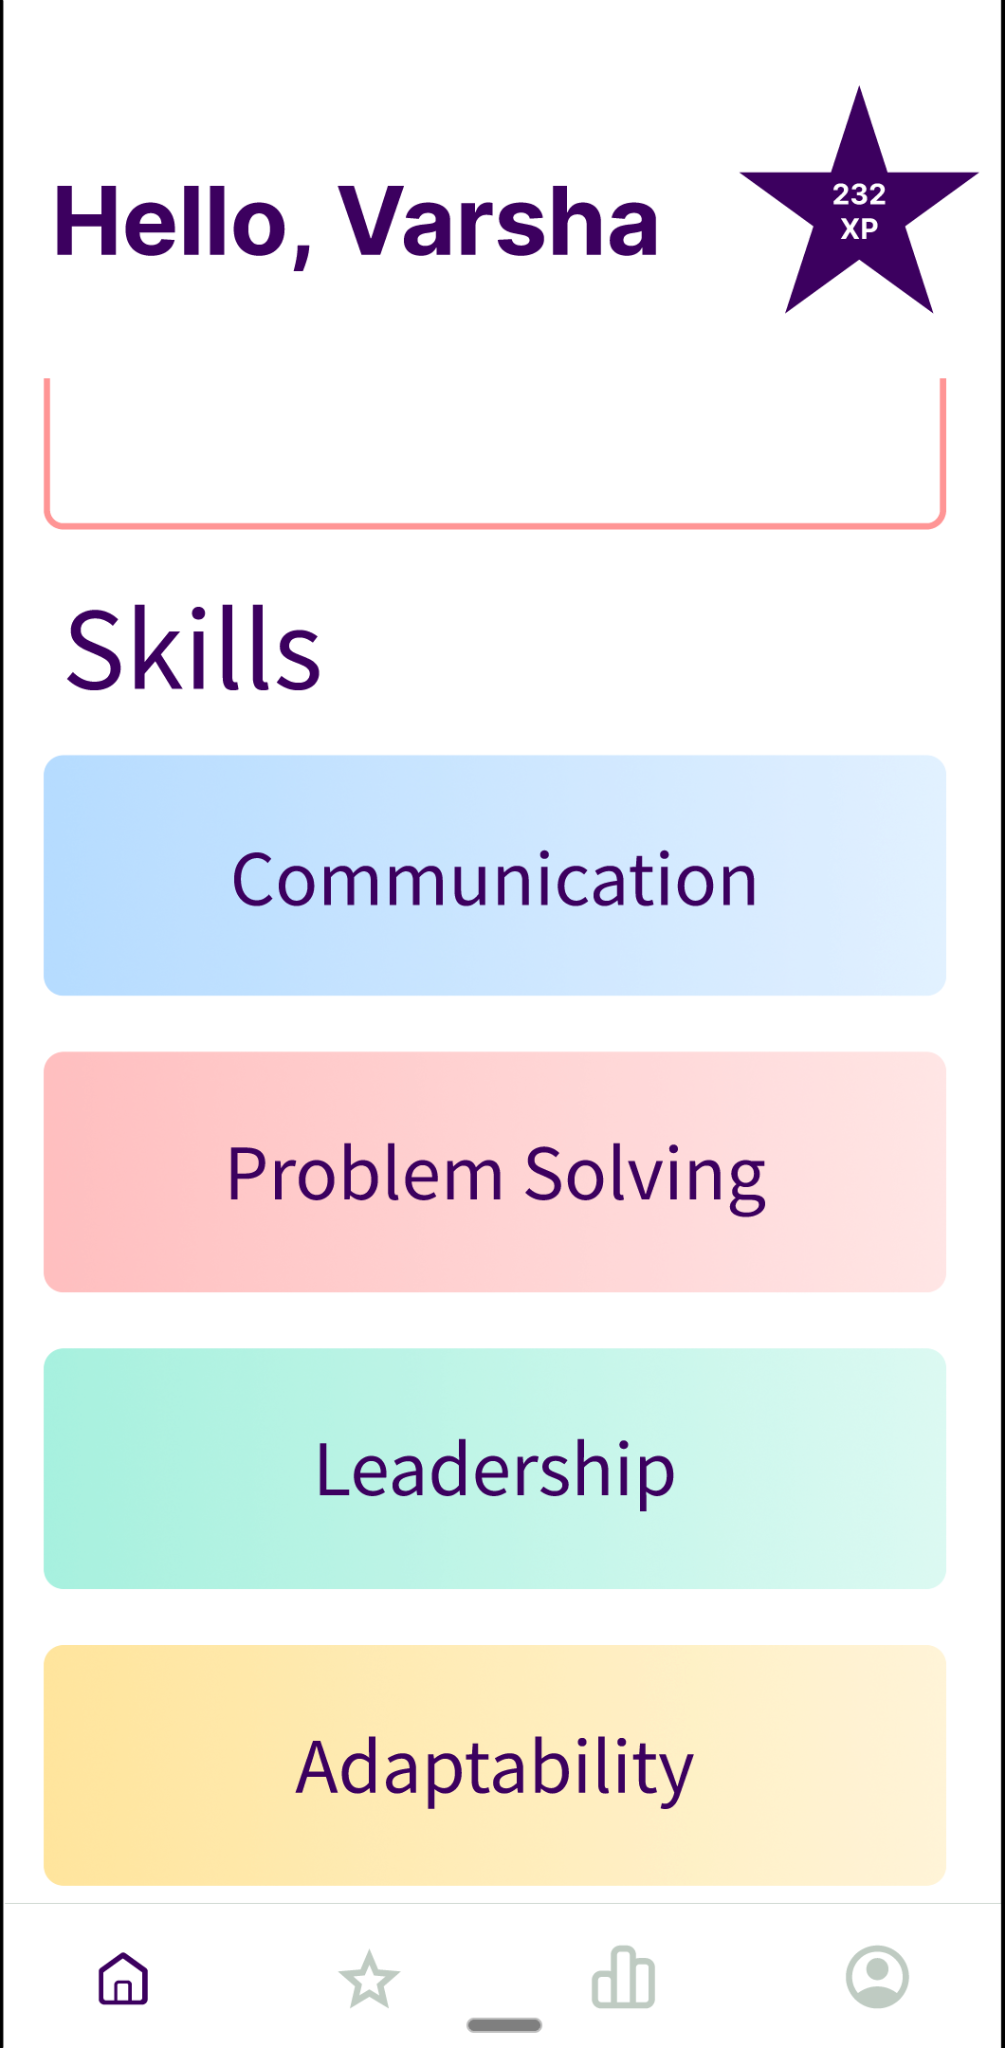 Hello, Varsha
232
XP
Skills
Communication
Problem Solving
Leadership
Adaptability